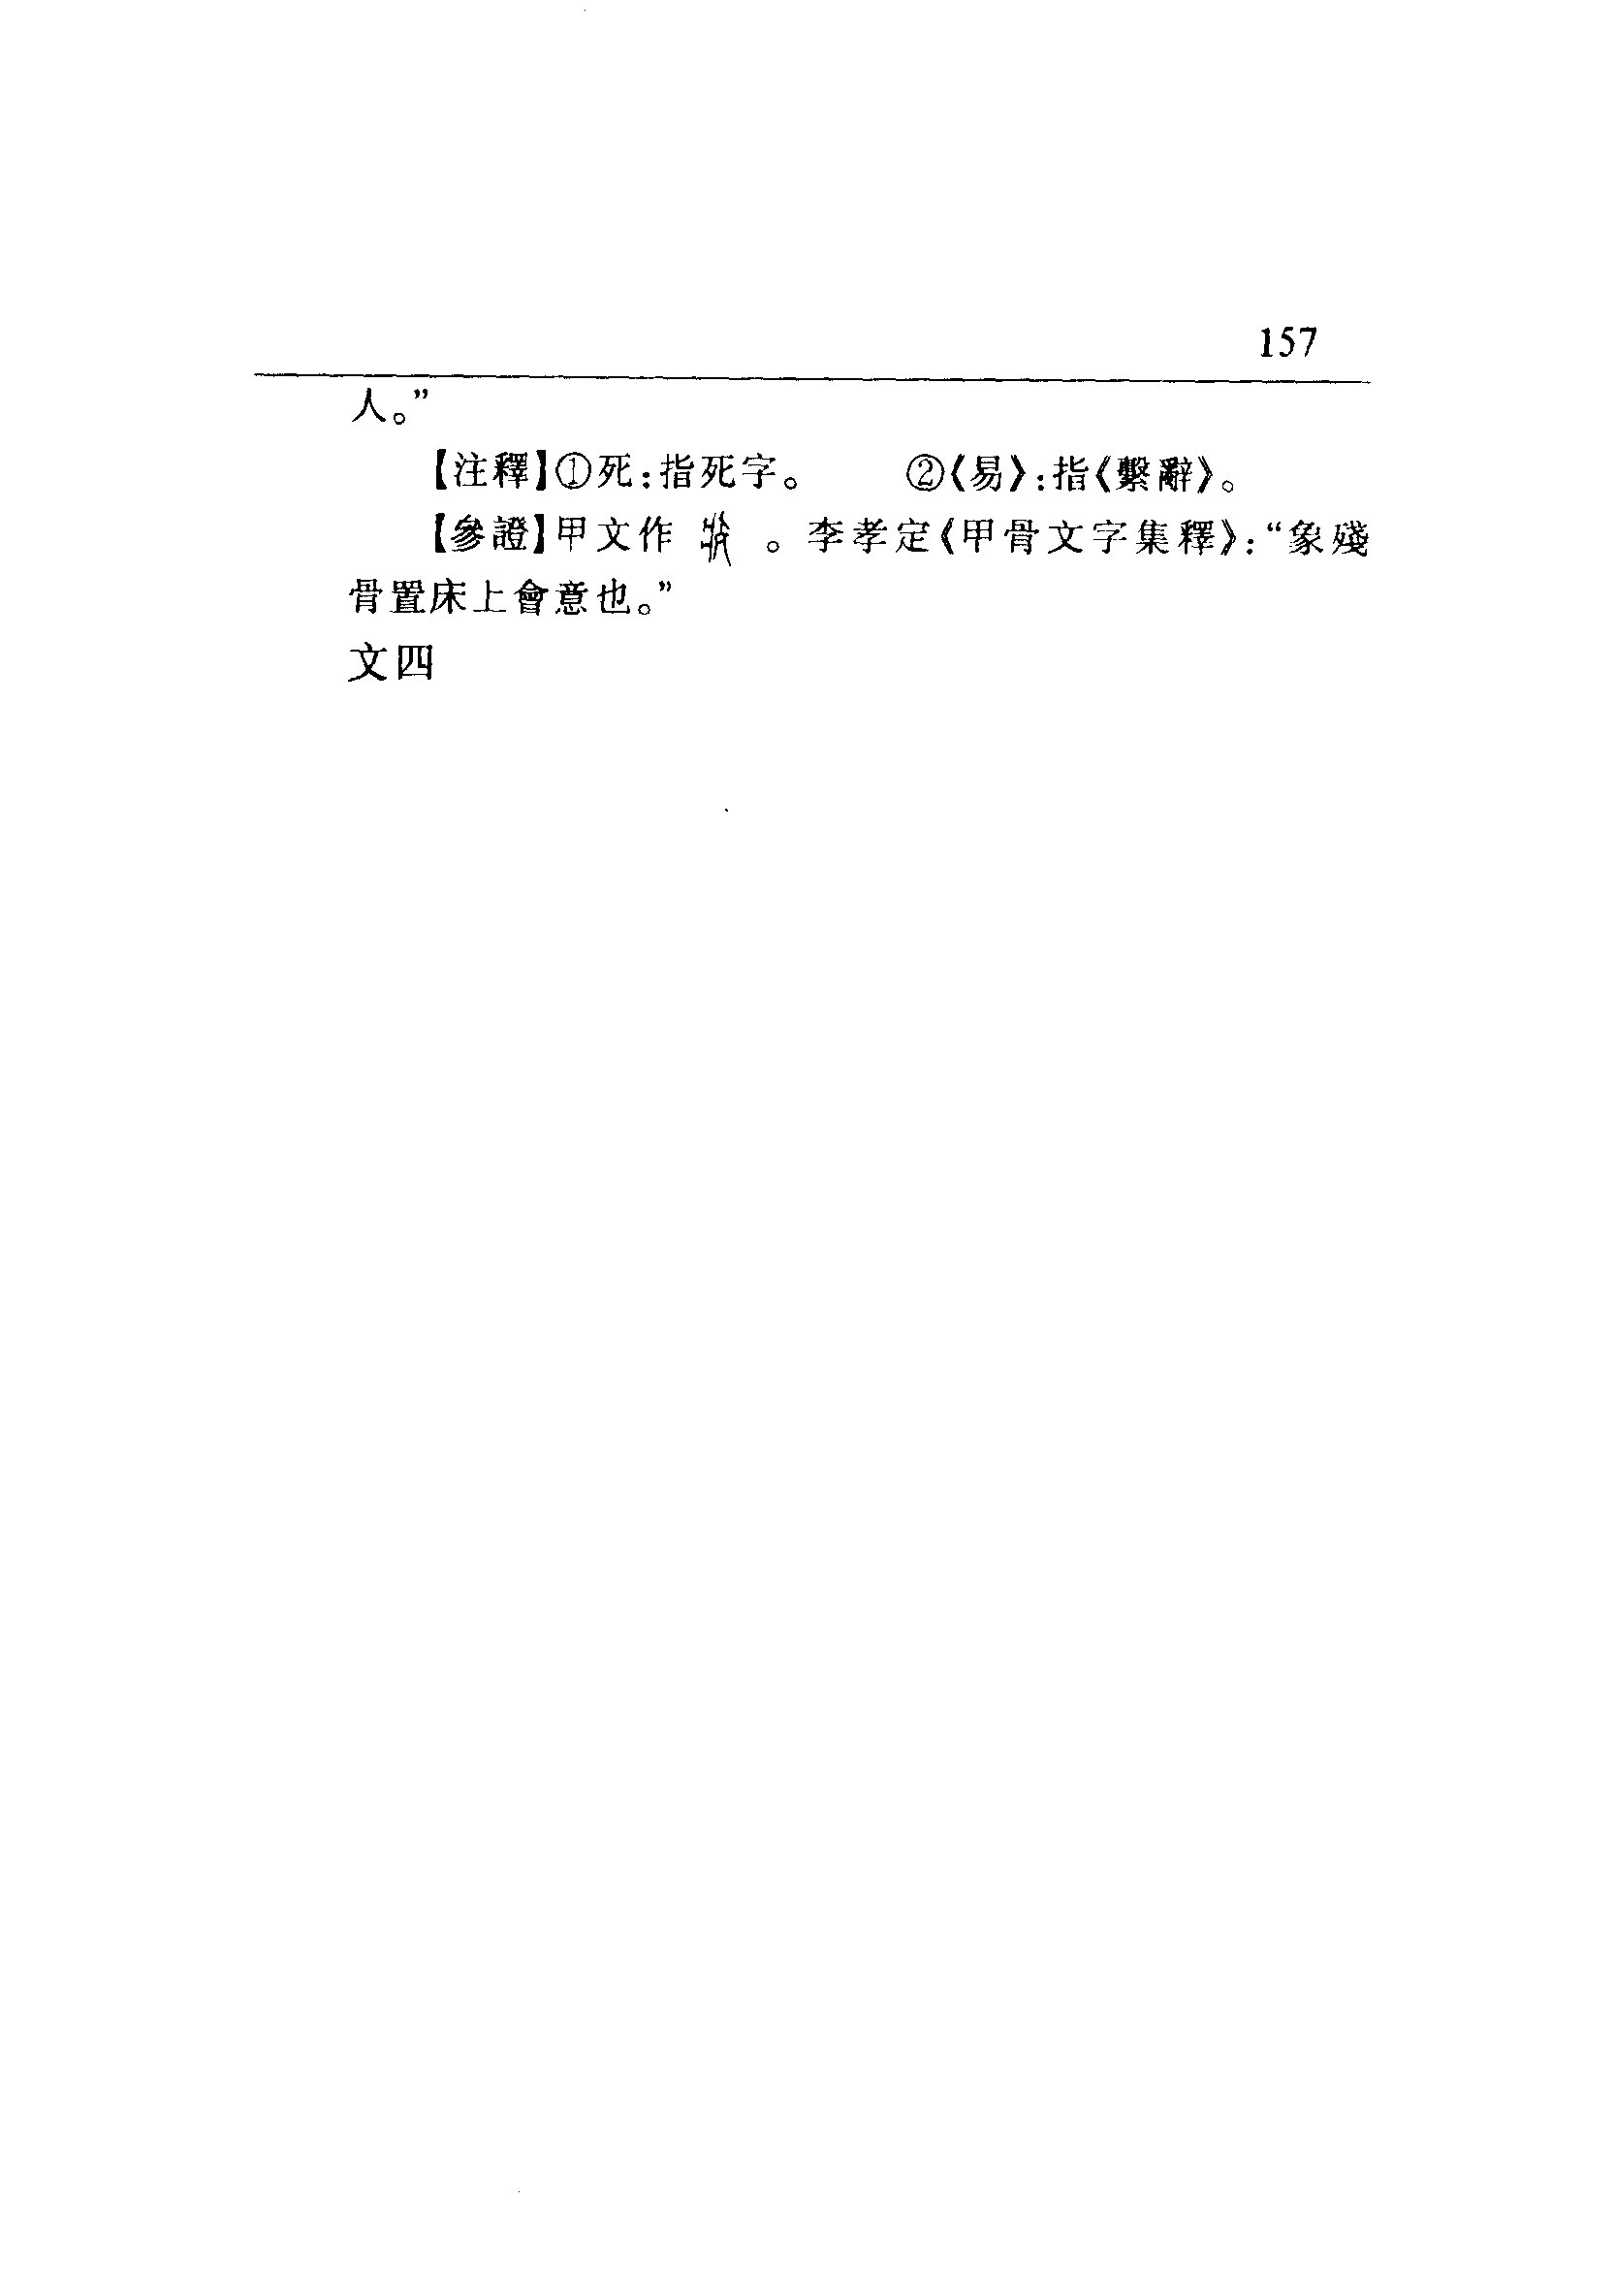 157
人。”
【注釋】①死:指死字。 ②〈易〉:指《繫辭》。
【參證】甲文作 。李孝定《甲骨文字集釋》:“象殘
骨置床上會意也。”
文四